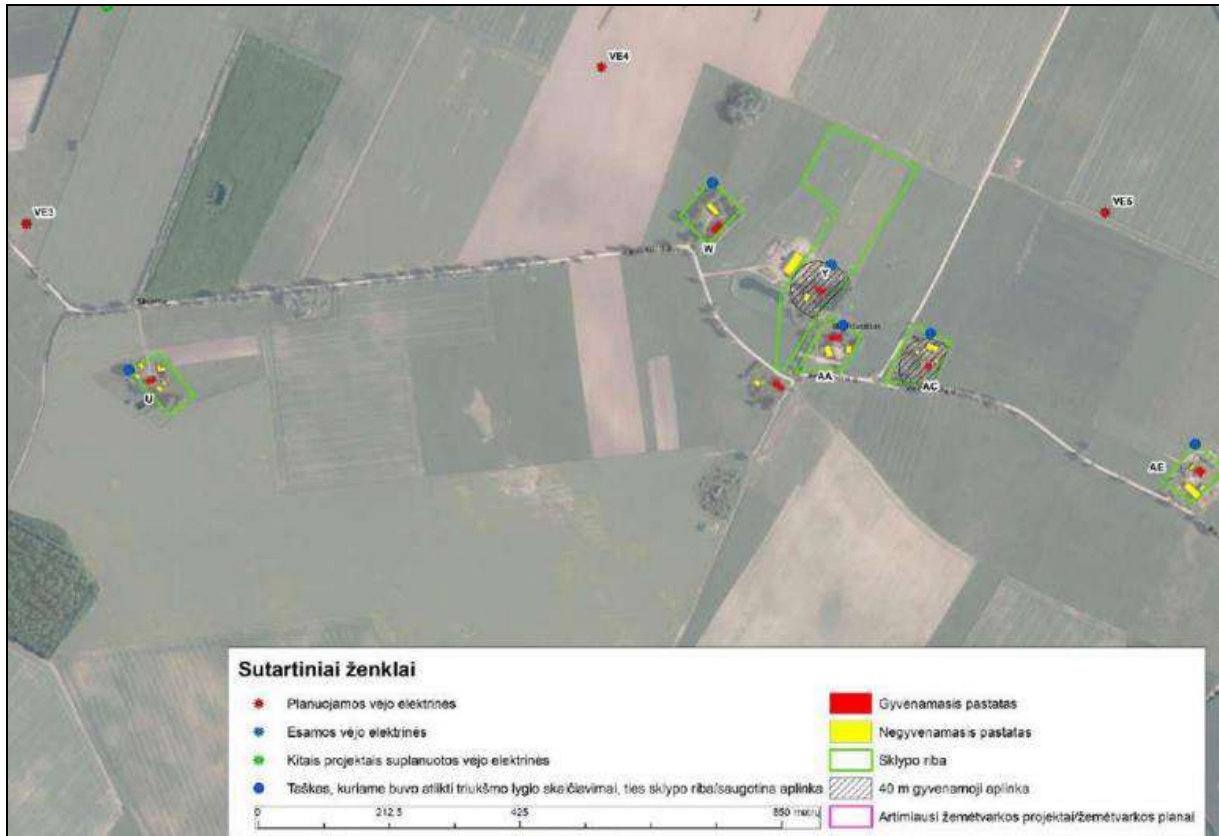 VE4
VE3
VE5
W
Y
U
AA
AC
AE
Sutartiniai ženklai
Planuojamos vėjo elektrinės
Esamos vėjo elektrinės
Kitais projektais suplanuotos vėjo elektrinės
Taškas, kuriame buvo atlikti triukšmo lygio skaičiavimai, ties sklypo riba/saugotina aplinka
0 212,5 425 850 metrų
Gyvenamasis pastatas
Negyvenamasis pastatas
Sklypo riba
40 m gyvenamoji aplinka
Artimiausi žemėtvarkos projektai/žemėtvarkos planai